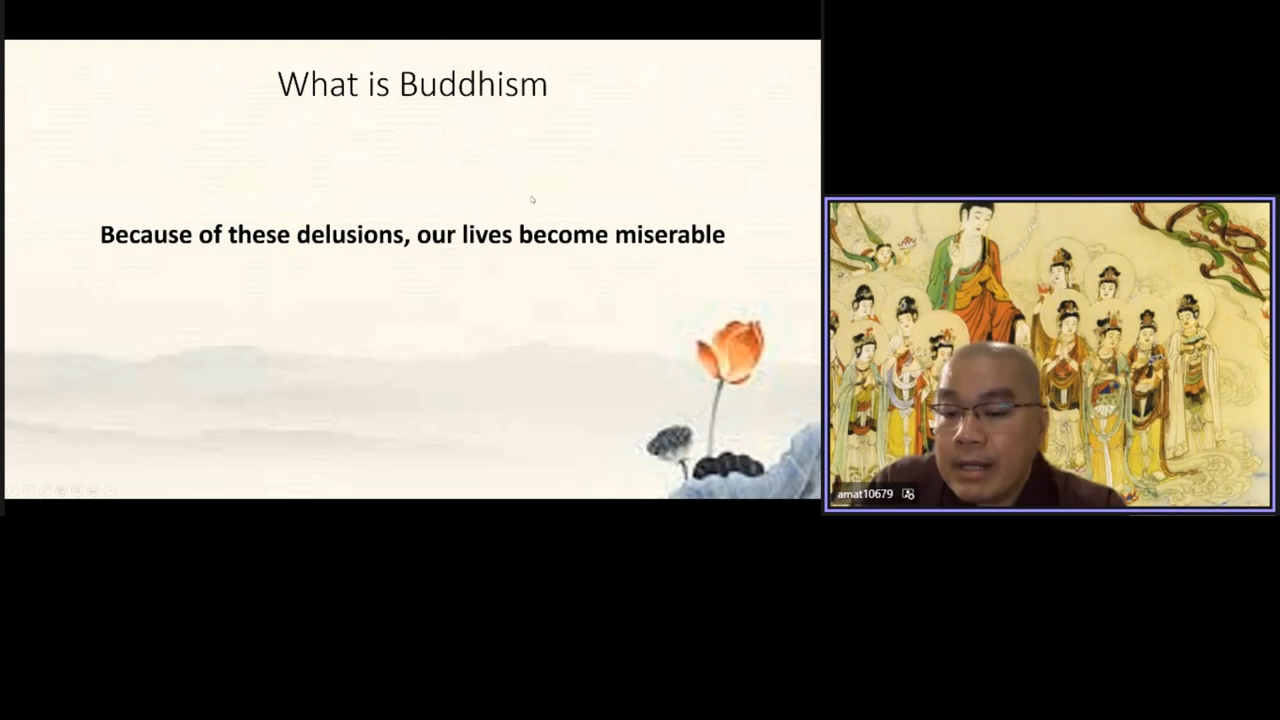 What is Buddhism
Because of these delusions, our lives become miserable
amat10679